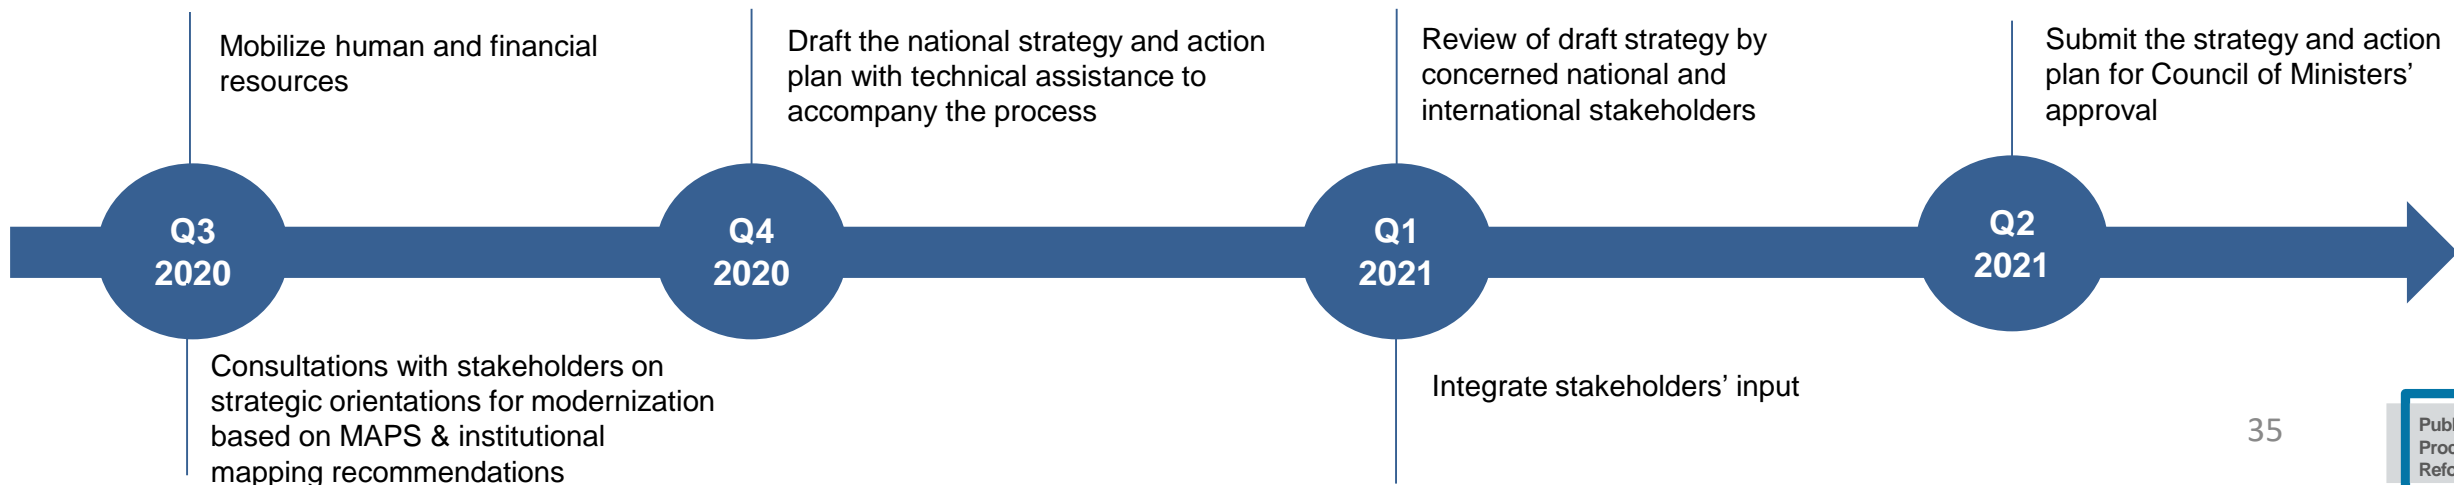 Mobilize human and financial
resources
Draft the national strategy and action
plan with technical assistance to
accompany the process
Review of draft strategy by
concerned national and
international stakeholders
Submit the strategy and action
plan for Council of Ministers’
approval
Q3
2020
Q4
2020
Q1
2021
Q2
2021
Consultations with stakeholders on
strategic orientations for modernization
based on MAPS & institutional
mapping recommendations
Integrate stakeholders’ input
35